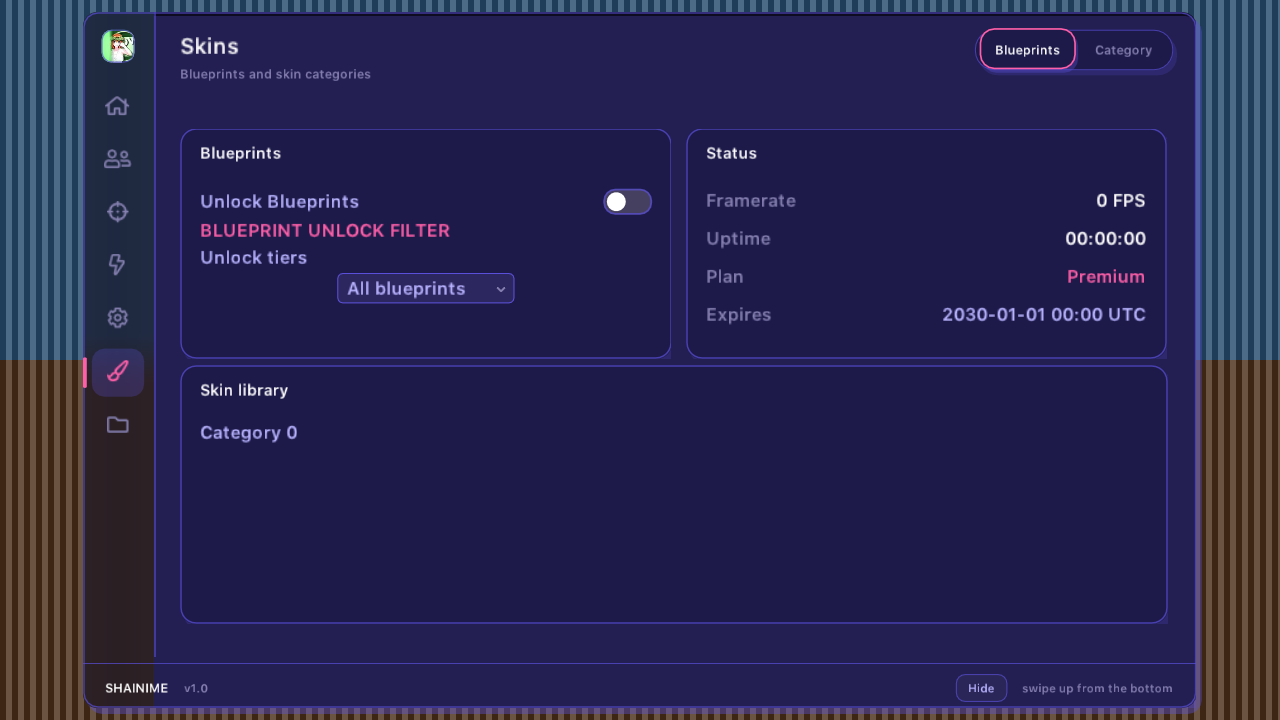 Skins
Blueprints and skin categories
Blueprints
Category
Blueprints
Unlock Blueprints
BLUEPRINT UNLOCK FILTER
Unlock tiers
All blueprints
Status
Framerate 0 FPS
Uptime 00:00:00
Plan Premium
Expires 2030-01-01 00:00 UTC
Skin library
Category 0
SHAINIME v1.0
Hide swipe up from the bottom